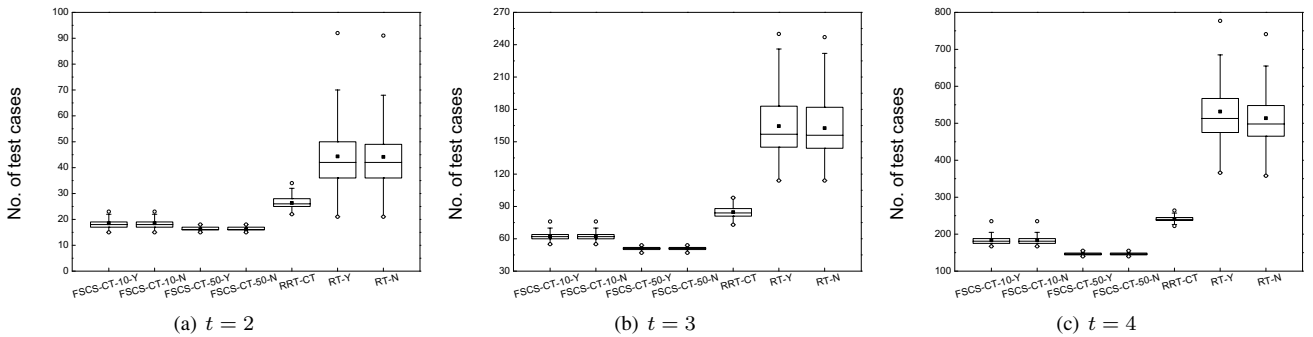 No. of test cases
100
90
80
70
60
50
40
30
20
10
0
FSCS-CT-10-Y
FSCS-CT-10-N
FSCS-CT-50-Y
FSCS-CT-50-N
RRT-CT
RT-Y
RT-N
(a) t = 2
No. of test cases
270
240
210
180
150
120
90
60
30
FSCS-CT-10-Y
FSCS-CT-10-N
FSCS-CT-50-Y
FSCS-CT-50-N
RRT-CT
RT-Y
RT-N
(b) t = 3
No. of test cases
800
700
600
500
400
300
200
100
FSCS-CT-10-Y
FSCS-CT-10-N
FSCS-CT-50-Y
FSCS-CT-50-N
RRT-CT
RT-Y
RT-N
(c) t = 4